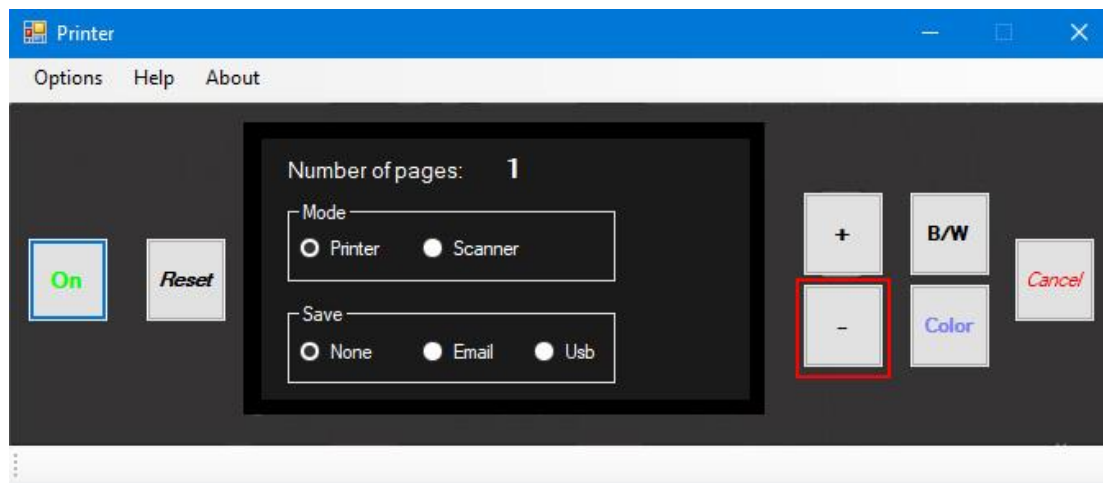 Printer
Options Help About
Number of pages: 1
Mode
Printer Scanner
Save
None Email Usb
On
Reset
+
B/W
-
Color
Cancel